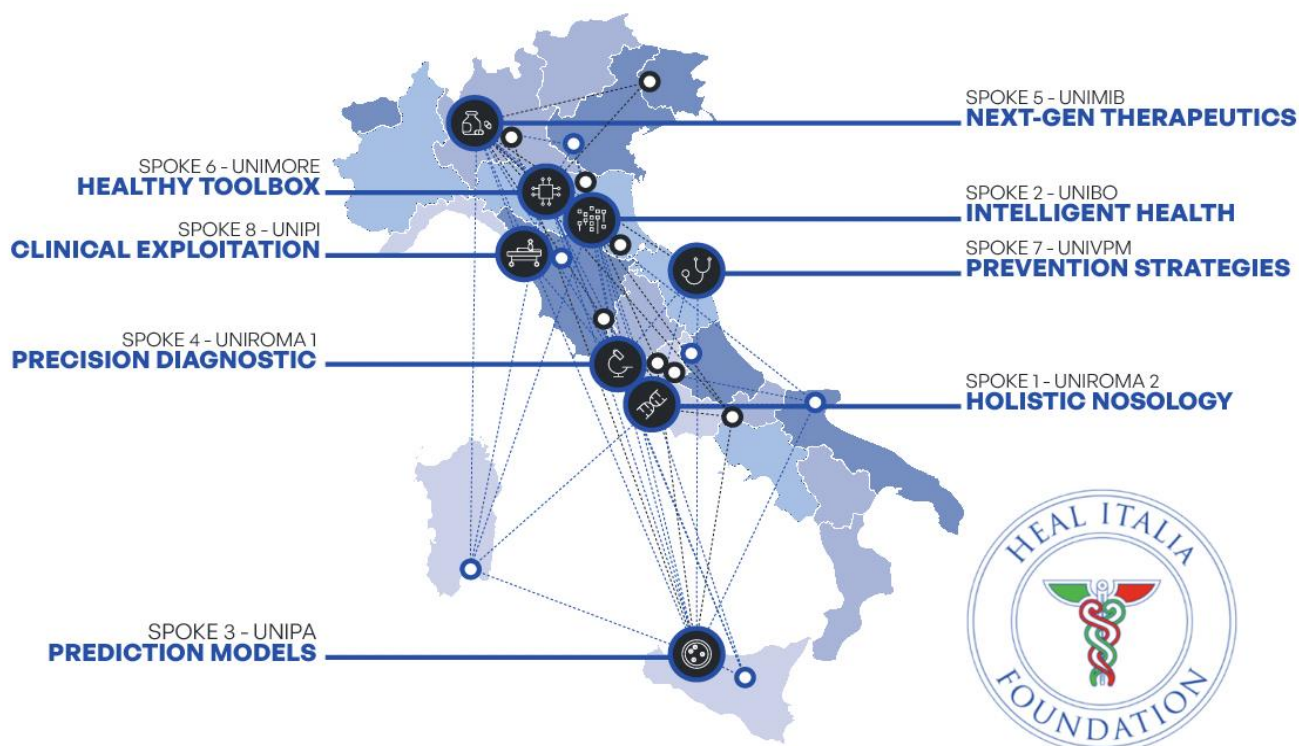 SPOKE 5 - UNIMIB
NEXT-GEN THERAPEUTICS
SPOKE 6 - UNIMORE
HEALTHY TOOLBOX
SPOKE 2 - UNIBO
INTELLIGENT HEALTH
SPOKE 8 - UNIPI
CLINICAL EXPLOITATION
SPOKE 7 - UNIVPM
PREVENTION STRATEGIES
SPOKE 4 - UNIROMA 1
PRECISION DIAGNOSTIC
SPOKE 1 - UNIROMA 2
HOLISTIC NOSOLOGY
SPOKE 3 - UNIPA
PREDICTION MODELS
HEAL ITALIA
FOUNDATION